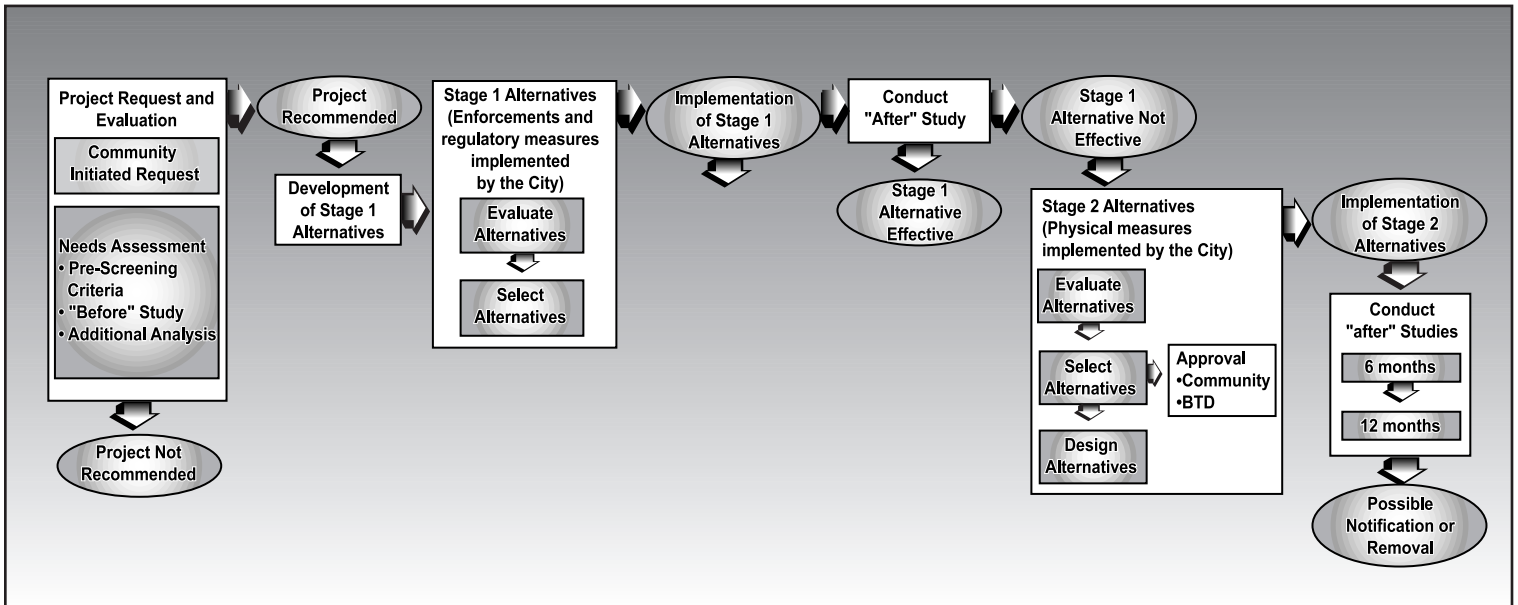 Project Request and
Evaluation
Community
Initiated Request
Needs Assessment
• Pre-Screening
Criteria
• "Before" Study
• Additional Analysis
Project Not
Recommended
Project
Recommended
Development
of Stage 1
Alternatives
Stage 1 Alternatives
(Enforcements and
regulatory measures
implemented
by the City)
Evaluate
Alternatives
Select
Alternatives
Implementation
of Stage 1
Alternatives
Conduct
"After" Study
Stage 1
Alternative
Effective
Stage 1
Alternative Not
Effective
Stage 2 Alternatives
(Physical measures
implemented by the City)
Evaluate
Alternatives
Select
Alternatives
Approval
•Community
•BTD
Design
Alternatives
Implementation
of Stage 2
Alternatives
Conduct
"after" Studies
6 months
12 months
Possible
Notification or
Removal